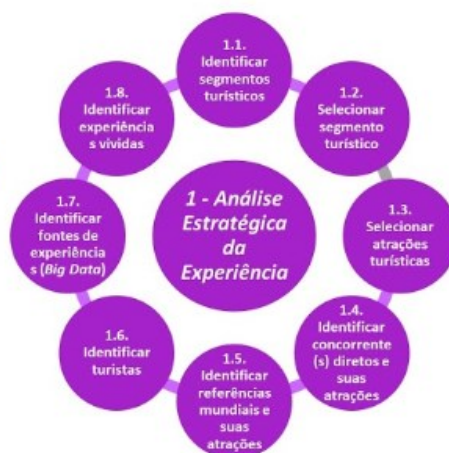 1.1.
Identificar
segmentos
turísticos
1.2.
Selecionar
segmento
turístico
1.3.
Selecionar
atrações
turísticas
1.4.
Identificar
concorrente
(s) diretos e
suas
atrações
1.5.
Identificar
referências
mundiais e
suas
atrações
1.6.
Identificar
turistas
1.7.
Identificar
fontes de
experiência
s (Big Data)
1.8.
Identificar
experiência
s vividas
1 - Análise
Estratégica
da
Experiência